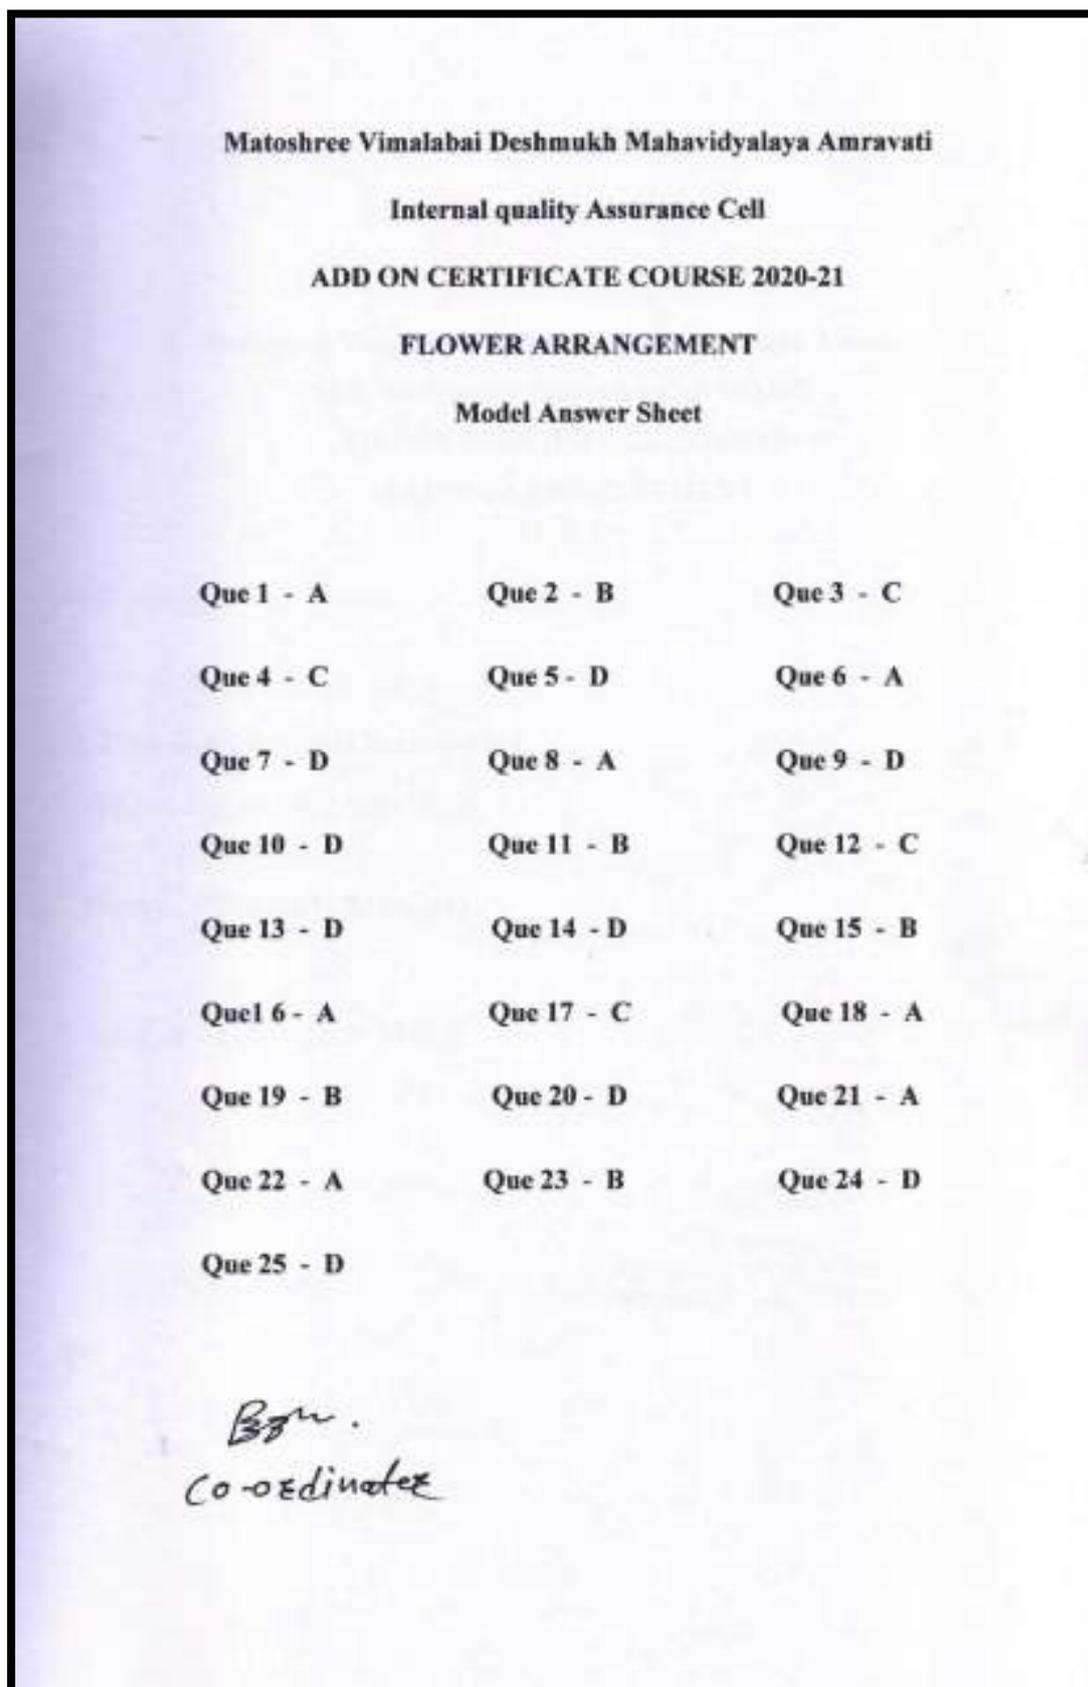 Matoshree Vimalabai Deshmukh Mahavidyalaya Amravati
Internal quality Assurance Cell
ADD ON CERTIFICATE COURSE 2020-21
FLOWER ARRANGEMENT
Model Answer Sheet
Que 1 - A Que 2 - B Que 3 - C
Que 4 - C Que 5 - D Que 6 - A
Que 7 - D Que 8 - A Que 9 - D
Que 10 - D Que 11 - B Que 12 - C
Que 13 - D Que 14 - D Que 15 - B
Que1 6 - A Que 17 - C Que 18 - A
Que 19 - B Que 20 - D Que 21 - A
Que 22 - A Que 23 - B Que 24 - D
Que 25 - D
Co-ordinator